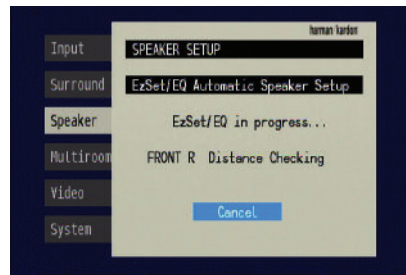 harman kardon
Input
SPEAKER SETUP
Surround
EzSet/EQ Automatic Speaker Setup
Speaker
EzSet/EQ in progress...
Multiroom
FRONT R Distance Checking
Video
Cancel
System